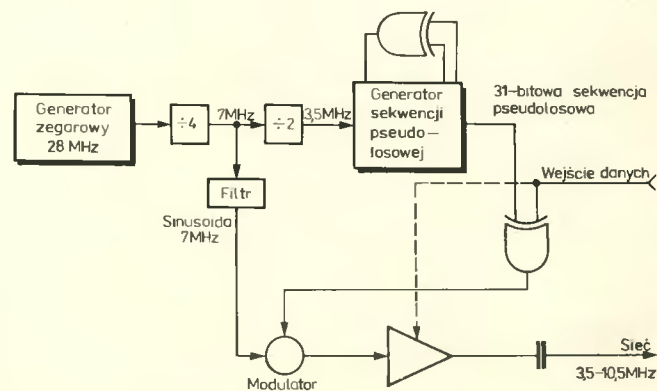 Generator
zegarowy
28 MHz
÷4
7MHz
÷2
3,5MHz
Generator
sekwencji
pseudo-
losowej
31-bitowa sekwencja
pseudolosowa
Wejście danych
Filtr
Sinusoida
7MHz
Modulator
Sieć
3,5-10,5MHz